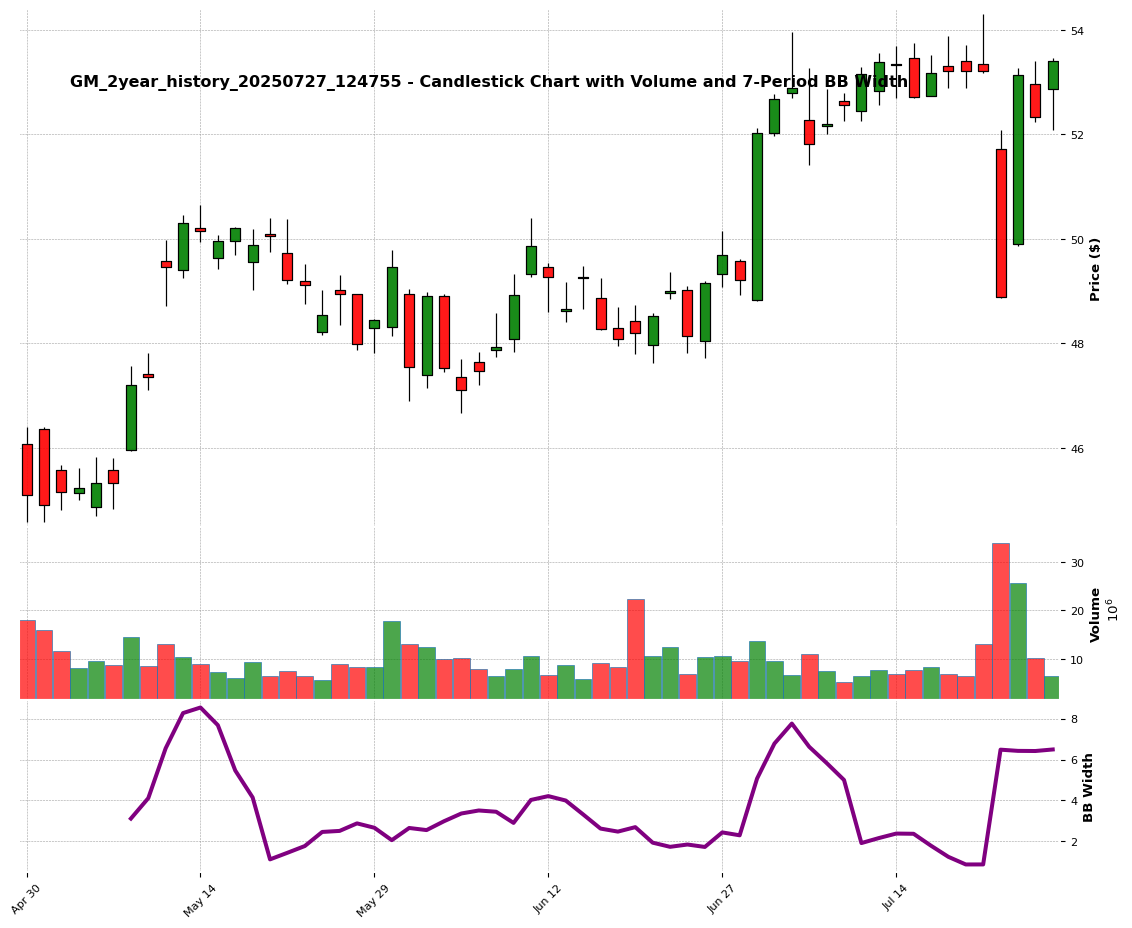 GM_2year_history_20250727_124755 - Candlestick Chart with Volume and 7-Period BB Width
54
52
50
48
46
Price ($)
30
20
10
Volume
10^6
8
6
4
2
BB Width
Apr 30
May 14
May 29
Jun 12
Jun 27
Jul 14